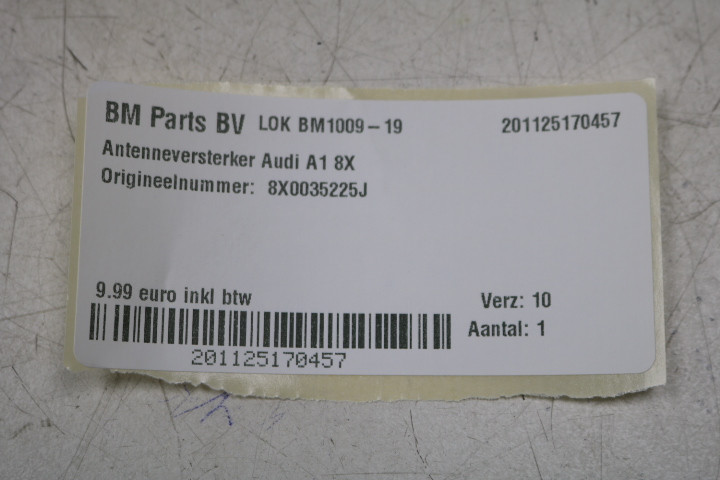 BM Parts BV LOK BM1009-19 201125170457
Antenneversterker Audi A1 8X
Origineelnummer: 8X0035225J
9.99 euro inkl btw Verz: 10
Aantal: 1
201125170457